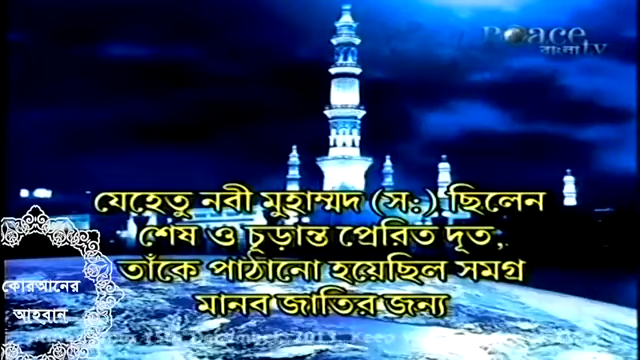 Peace
বাংলা tv
যেহেতু নবী মুহাম্মদ (স:) ছিলেন
শেষ ও চূড়ান্ত প্রেরিত দূত,
তাঁকে পাঠানো হয়েছিল সমগ্র
মানব জাতির জন্য
কোরআনের
আহবান